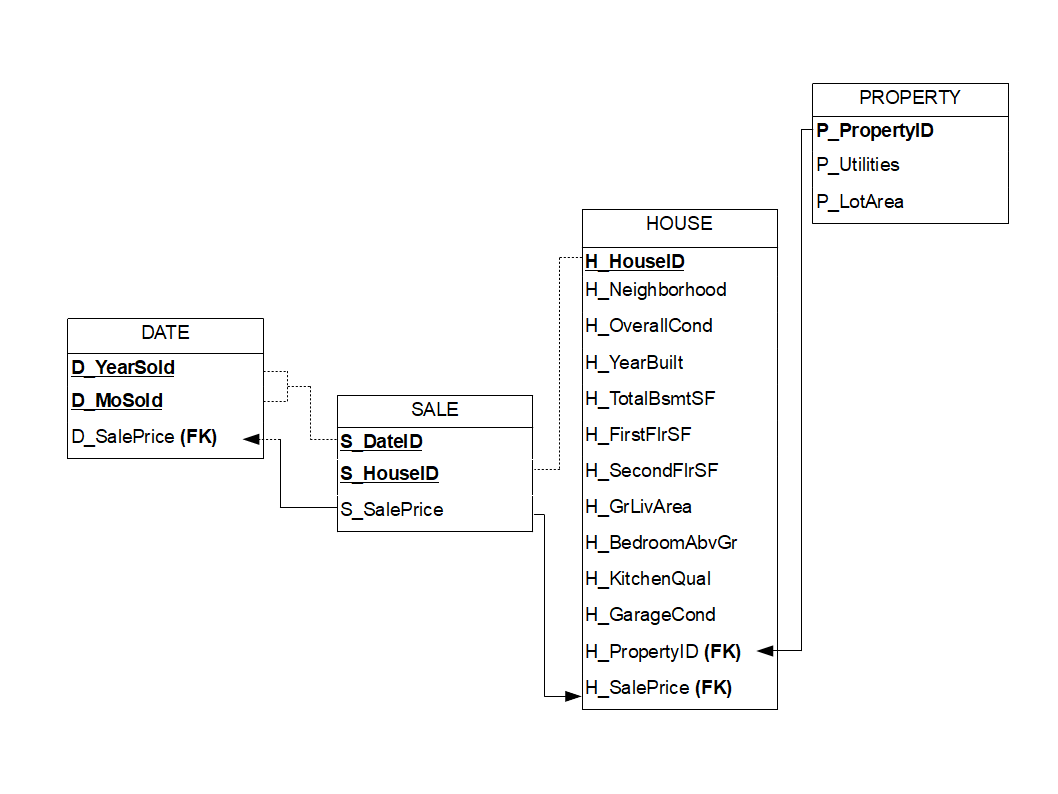 PROPERTY
P_PropertyID
P_Utilities
P_LotArea
HOUSE
H_HouseID
H_Neighborhood
H_OverallCond
H_YearBuilt
H_TotalBsmtSF
H_FirstFlrSF
H_SecondFlrSF
H_GrLivArea
H_BedroomAbvGr
H_KitchenQual
H_GarageCond
H_PropertyID (FK)
H_SalePrice (FK)
DATE
D_YearSold
D_MoSold
D_SalePrice (FK)
SALE
S_DateID
S_HouseID
S_SalePrice